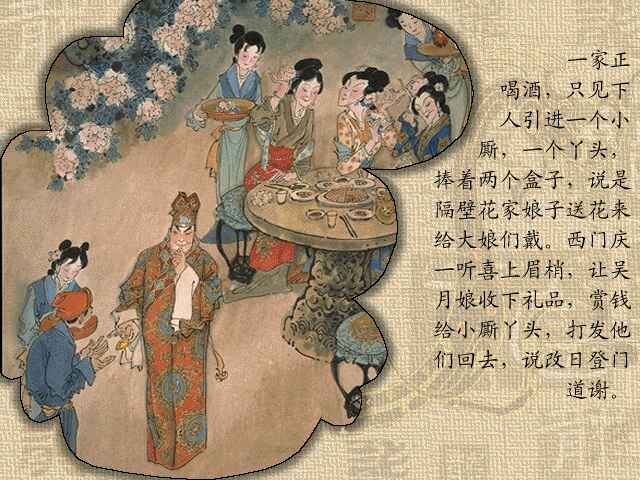 一家正
喝酒，只见下
人引进一个小
厮，一个丫头，
捧着两个盒子，说是
隔壁花家娘子送花来
给大娘们戴。西门庆
一听喜上眉梢，让吴
月娘收下礼品，赏钱
给小厮丫头，打发他
们回去，说改日登门
道谢。